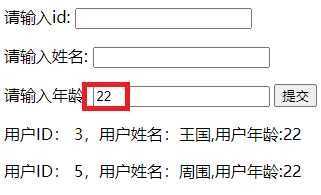 请输入id:
请输入姓名:
请输入年龄 22 提交
用户ID： 3，用户姓名：王国,用户年龄:22
用户ID： 5，用户姓名：周围,用户年龄:22